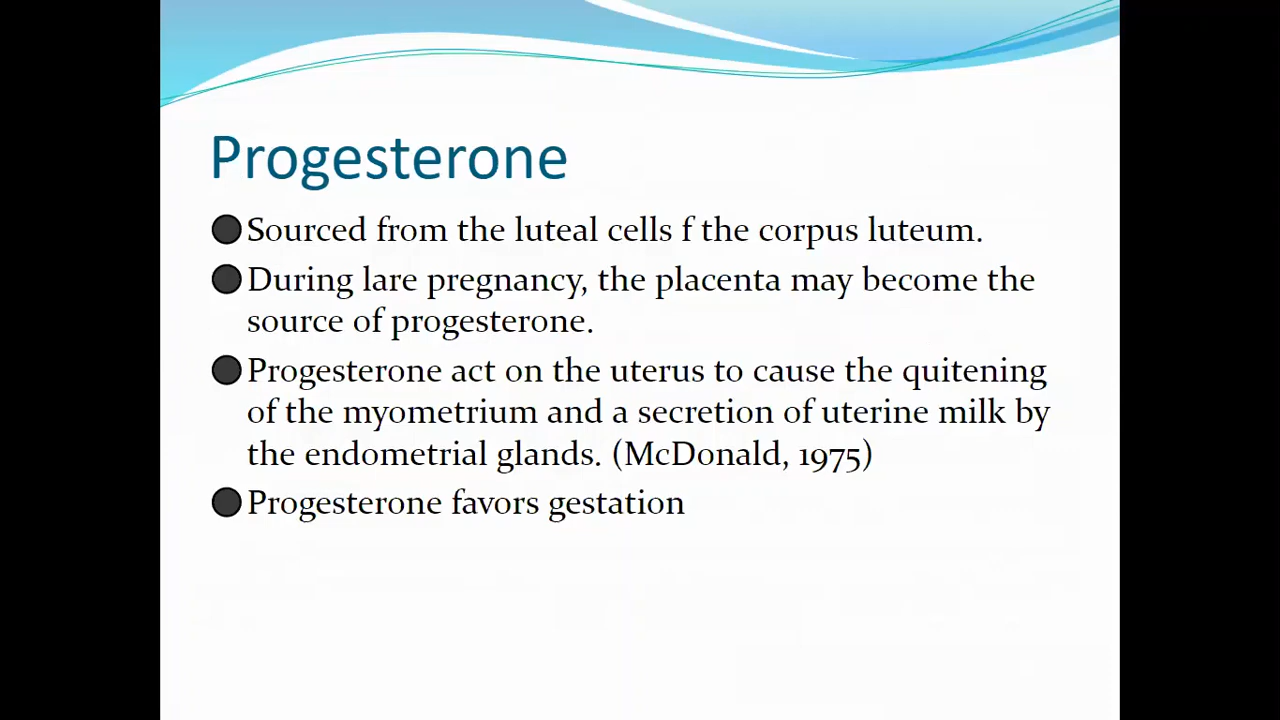 Progesterone
Sourced from the luteal cells f the corpus luteum.
During lare pregnancy, the placenta may become the
source of progesterone.
Progesterone act on the uterus to cause the quitening
of the myometrium and a secretion of uterine milk by
the endometrial glands. (McDonald, 1975)
Progesterone favors gestation